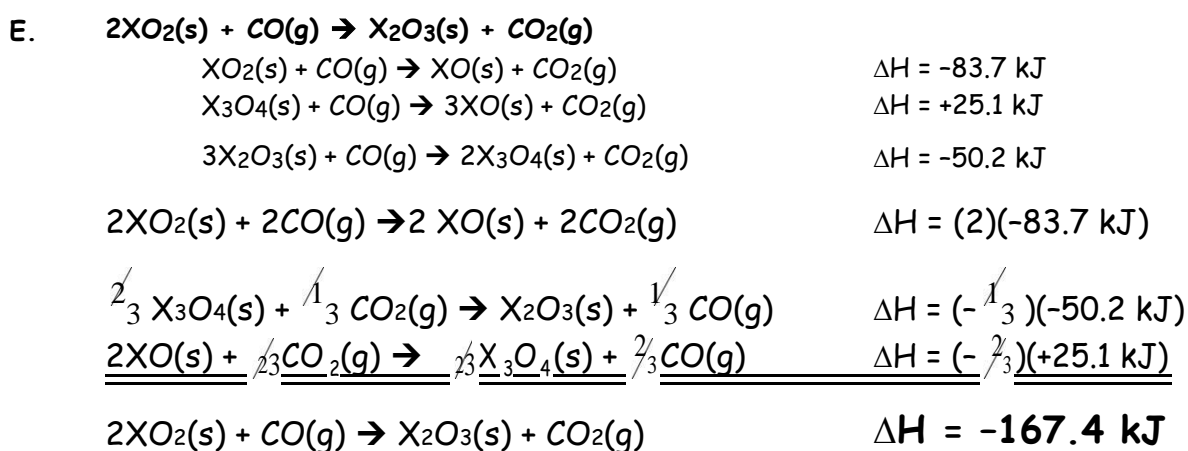 E. 2XO2(s) + CO(g) → X2O3(s) + CO2(g)
XO2(s) + CO(g) → XO(s) + CO2(g) ΔH = -83.7 kJ
X3O4(s) + CO(g) → 3XO(s) + CO2(g) ΔH = +25.1 kJ
3X2O3(s) + CO(g) → 2X3O4(s) + CO2(g) ΔH = -50.2 kJ
2XO2(s) + 2CO(g) →2 XO(s) + 2CO2(g) ΔH = (2)(-83.7 kJ)
2/3 X3O4(s) + 1/3 CO2(g) → X2O3(s) + 1/3 CO(g) ΔH = (- 1/3 )(-50.2 kJ)
2XO(s) + 2/3CO2(g) → 2/3X3O4(s) + 2/3CO(g) ΔH = (- 2/3)(+25.1 kJ)
2XO2(s) + CO(g) → X2O3(s) + CO2(g) ΔH = -167.4 kJ